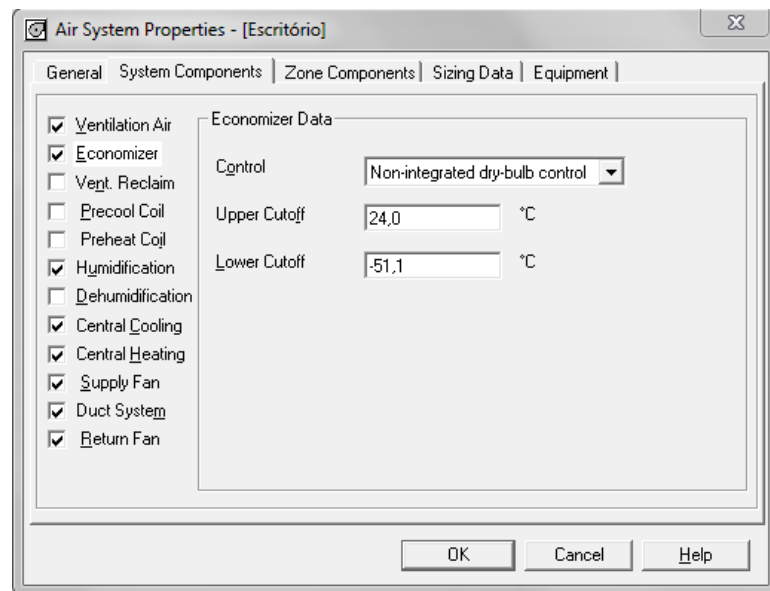 Air System Properties - [Escritório]
General System Components Zone Components Sizing Data Equipment
Ventilation Air
Economizer
Vent. Reclaim
Precool Coil
Preheat Coil
Humidification
Dehumidification
Central Cooling
Central Heating
Supply Fan
Duct System
Return Fan
Economizer Data
Control Non-integrated dry-bulb control
Upper Cutoff 24,0 °C
Lower Cutoff -51,1 °C
OK Cancel Help